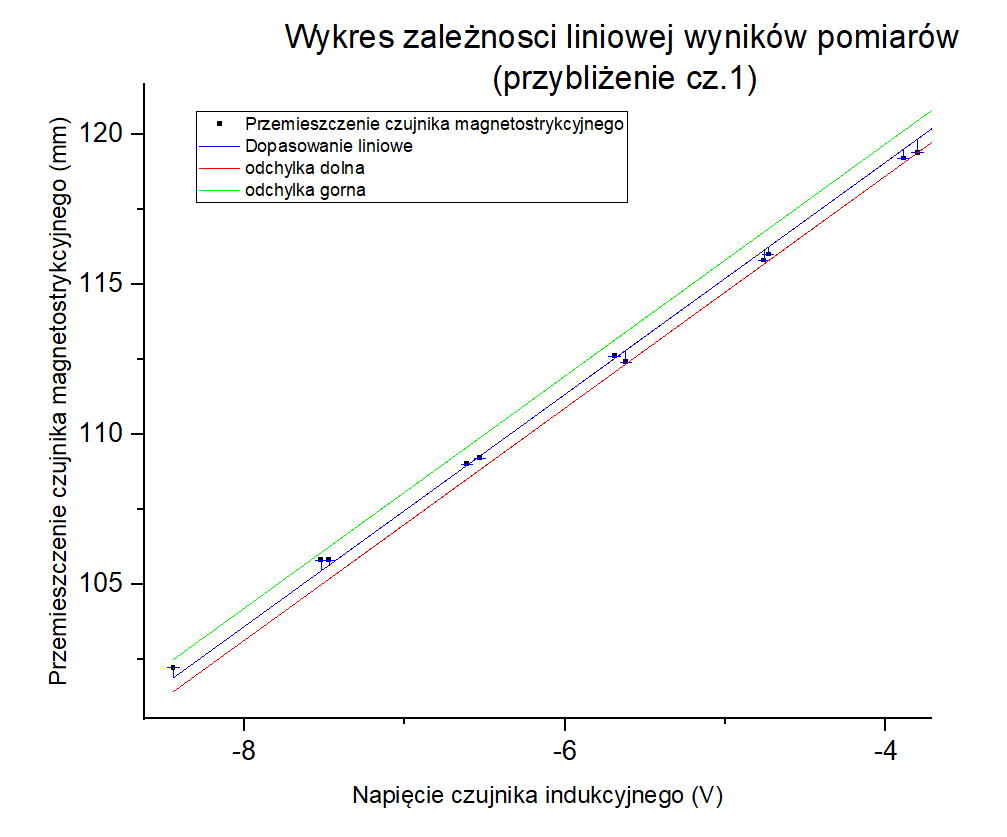 Wykres zależnosci liniowej wyników pomiarów
(przybliżenie cz.1)
Przemieszczenie czujnika magnetostrykcyjnego
Dopasowanie liniowe
odchylka dolna
odchylka gorna
Przemieszczenie czujnika magnetostrykcyjnego (mm)
120
115
110
105
-8
-6
-4
Napięcie czujnika indukcyjnego (V)